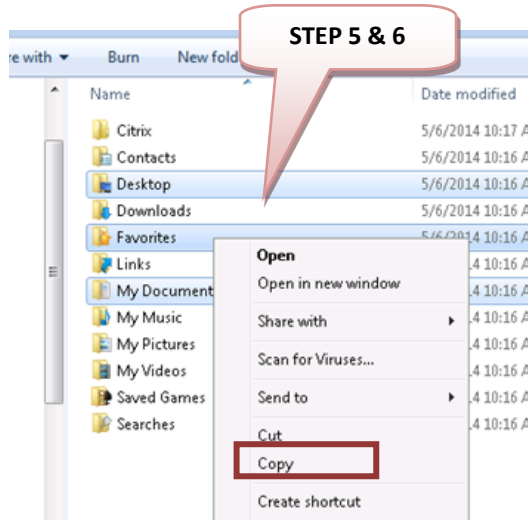 STEP 5 & 6
re with Burn New fold
Name Date modified
Citrix 5/6/2014 10:17 A
Contacts 5/6/2014 10:16 A
Desktop 5/6/2014 10:16 A
Downloads 5/6/2014 10:16 A
Favorites 5/6/2014 10:16 A
Links .4 10:16 A
My Document .4 10:16 A
My Music .4 10:16 A
My Pictures .4 10:16 A
My Videos .4 10:16 A
Saved Games .4 10:16 A
Searches .4 10:16 A
Open
Open in new window
Share with
Scan for Viruses...
Send to
Cut
Copy
Create shortcut